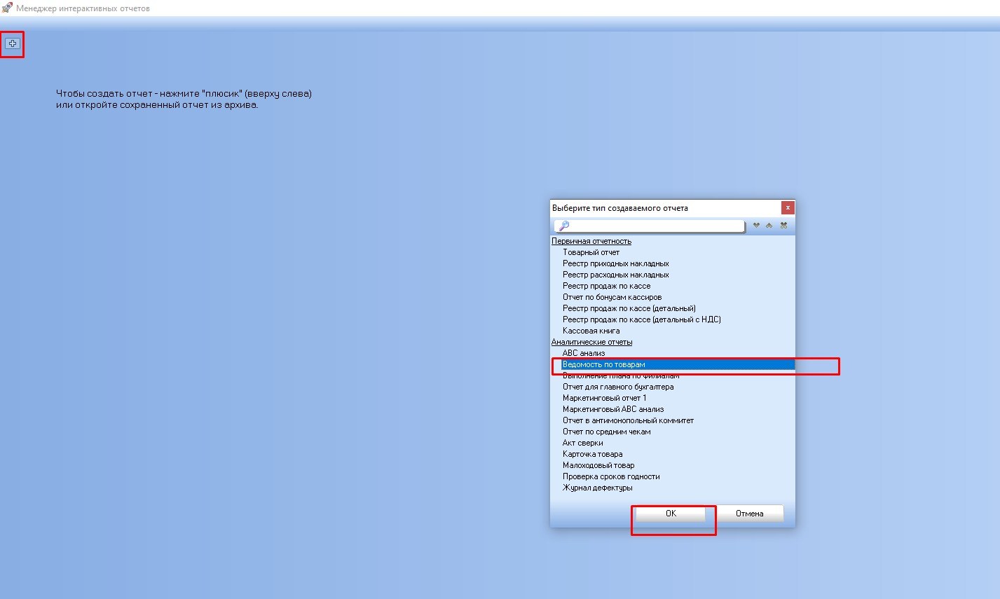 Менеджер интерактивных отчетов
Чтобы создать отчет - нажмите "плюсик" (вверху слева)
или откройте сохраненный отчет из архива.
Выберите тип создаваемого отчета
x
Первичная отчетность
Товарный отчет
Реестр приходных накладных
Реестр расходных накладных
Реестр продаж по кассе
Отчет по бонусам кассиров
Реестр продаж по кассе (детальный)
Реестр продаж по кассе (детальный с НДС)
Кассовая книга
Аналитические отчеты
ABC анализ
Ведомость по товарам
Выполнение плана по филиалам
Отчет для главного бухгалтера
Маркетинговый отчет 1
Маркетинговый ABC анализ
Отчет в антимонопольный коммитет
Отчет по средним чекам
Акт сверки
Карточка товара
Малоходовый товар
Проверка сроков годности
Журнал дефектуры
OK
Отмена